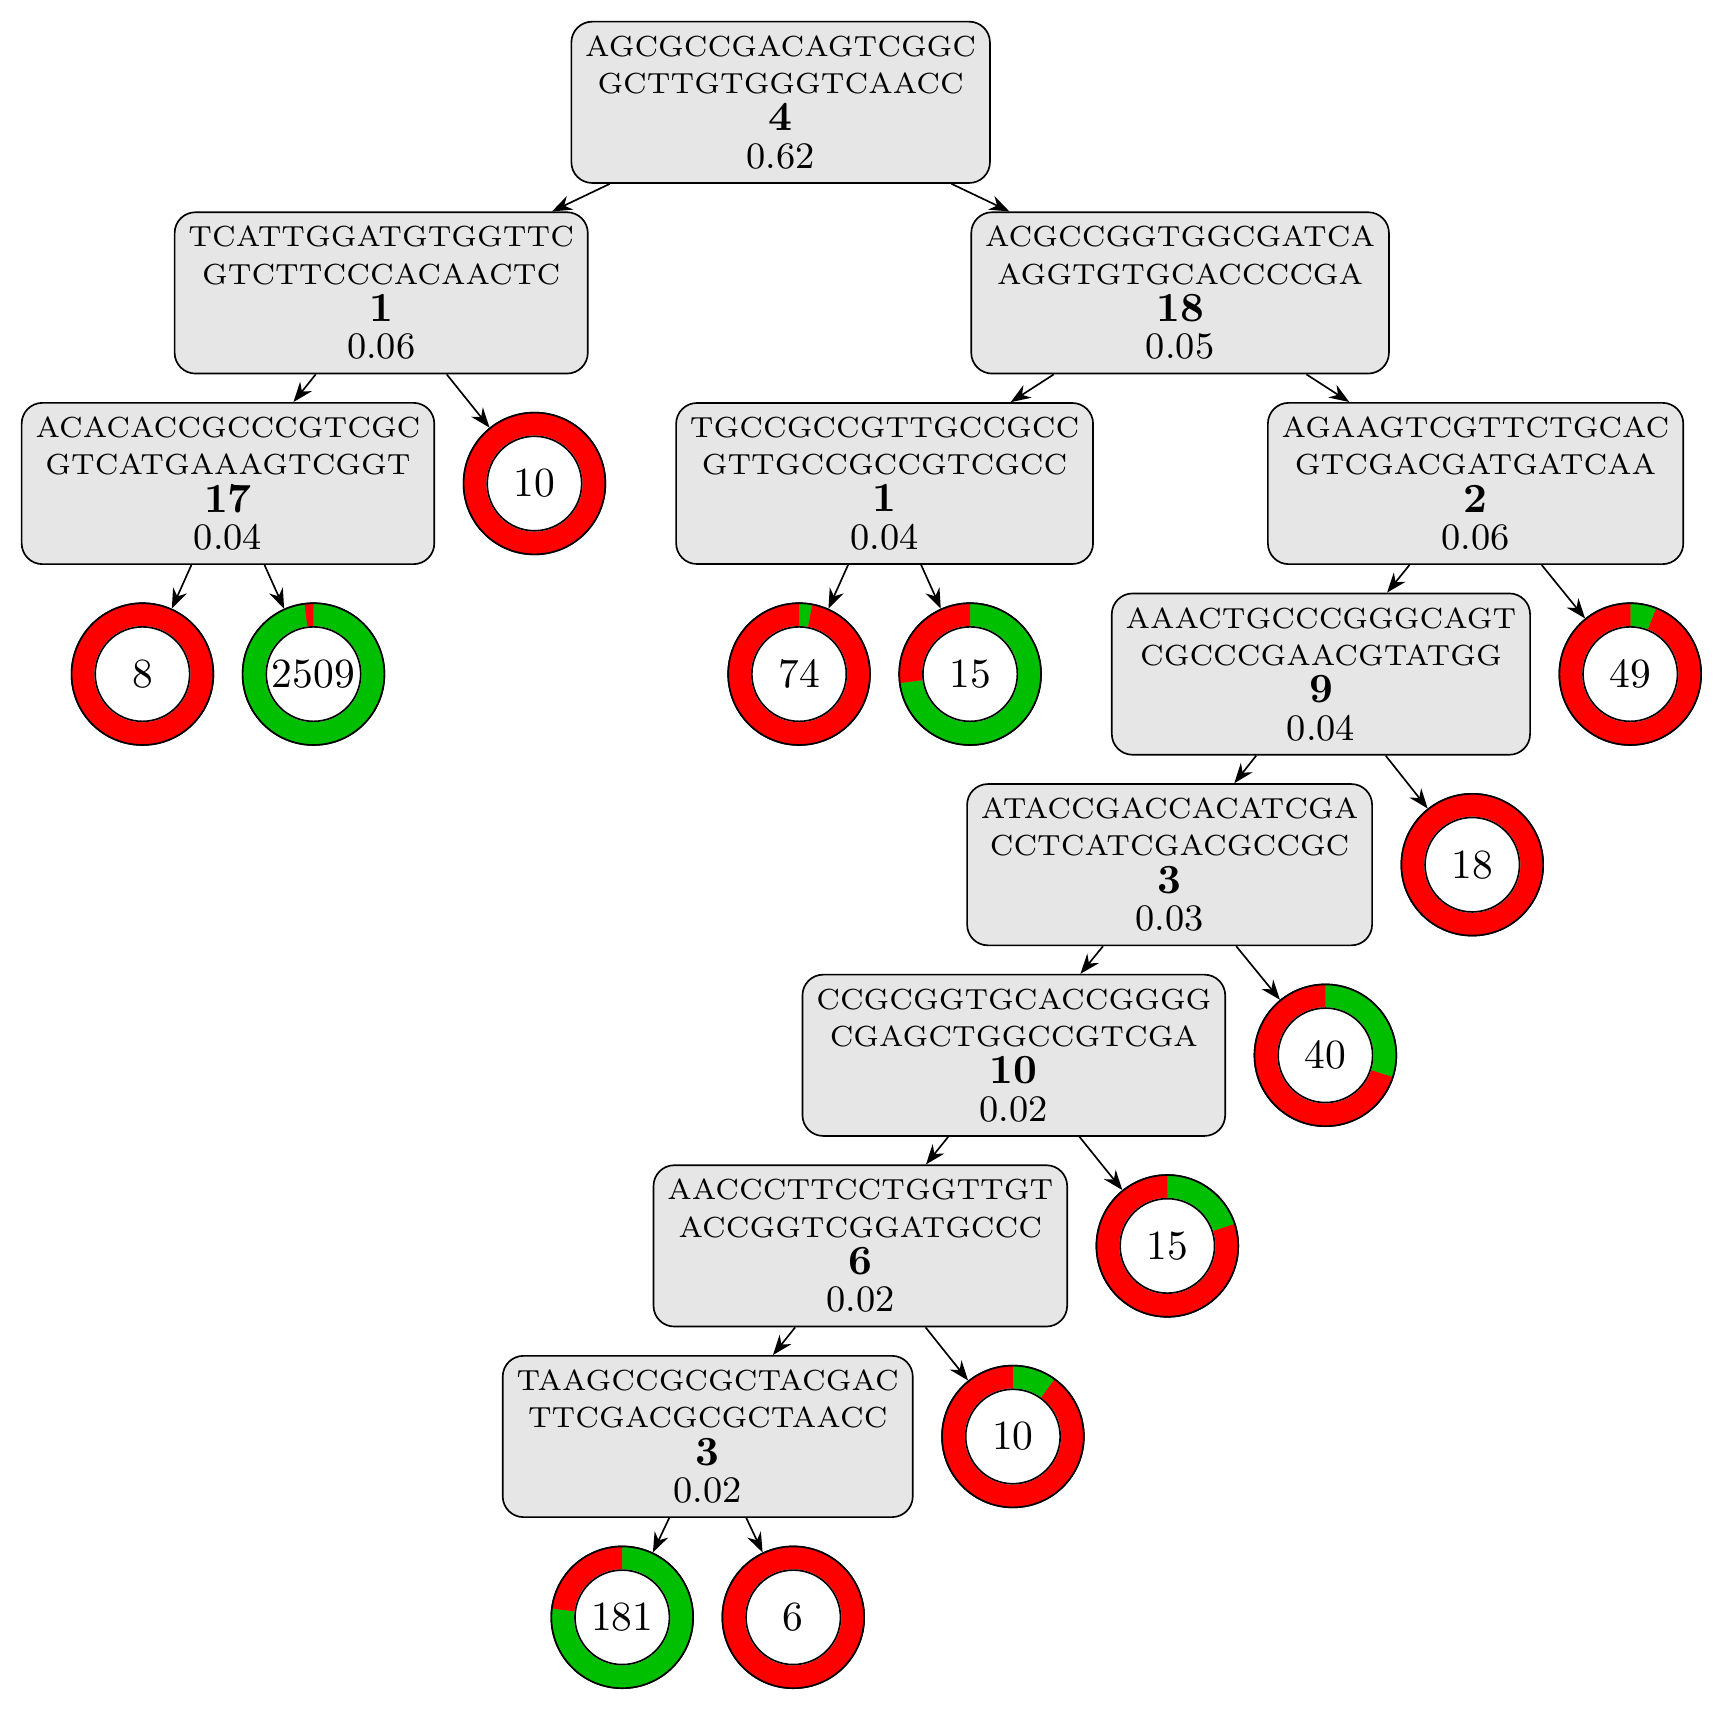 AGCGCCGACAGTCGGC
GCTTGTGGGTCAACC
4
0.62
TCATTGGATGTGGTTC
GTCTTCCCACAACTC
1
0.06
ACGCCGGTGGCGATCA
AGGTGTGCACCCCGA
18
0.05
ACACACCGCCCGTCGC
GTCATGAAAGTCGGT
17
0.04
10
TGCCGCCGTTGCCGCC
GTTGCCGCCGTCGCC
1
0.04
AGAAGTCGTTCTGCAC
GTCGACGATGATCAA
2
0.06
8
2509
74
15
AAACTGCCCGGGCAGT
CGCCCGAACGTATGG
9
0.04
49
ATACCGACCACATCGA
CCTCATCGACGCCGC
3
0.03
18
CCGCGGTGCACCGGGG
CGAGCTGGCCGTCGA
10
0.02
40
AACCCTTCCTGGTTGT
ACCGGTCGGATGCCC
6
0.02
15
TAAGCCGCGCTACGAC
TTCGACGCGCTAACC
3
0.02
10
181
6